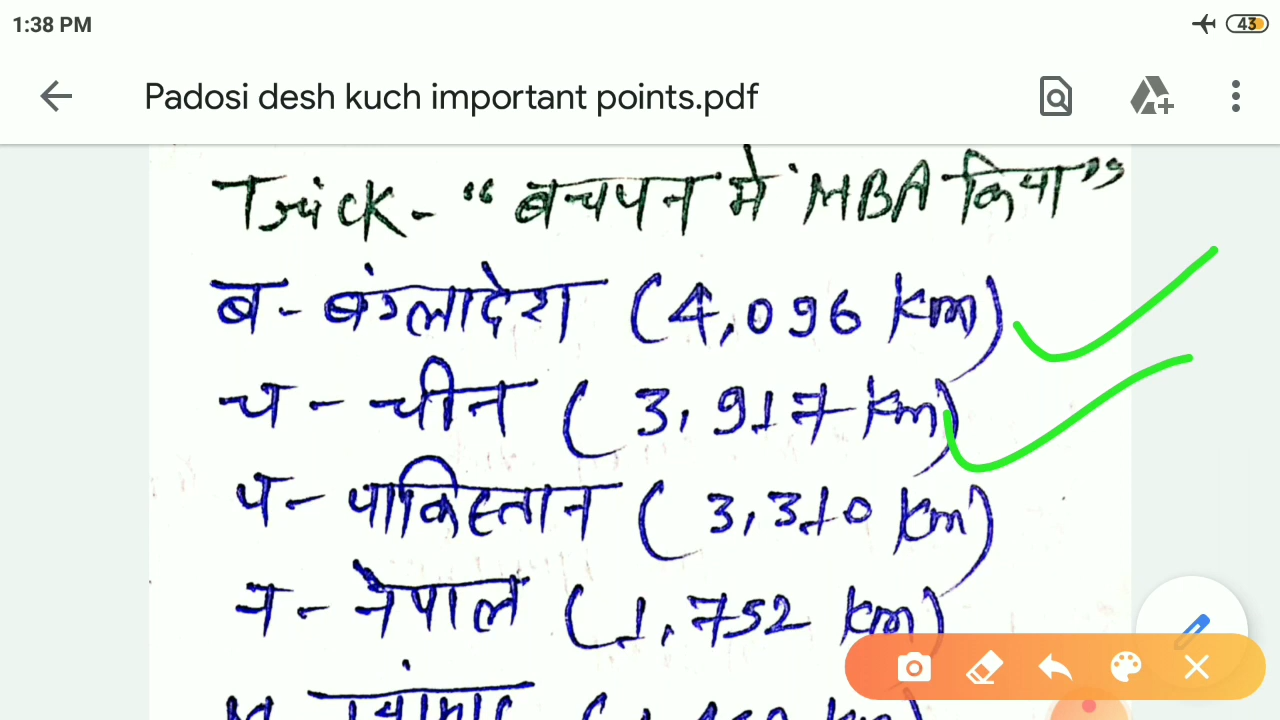 1:38 PM
43
Padosi desh kuch important points.pdf
Trick- "बचपन में MBA किया"
ब- बंग्लादेश (4,096 km)
च- चीन (3,917 km)
प- पाकिस्तान (3,310 km)
न- नेपाल (1,752 km)